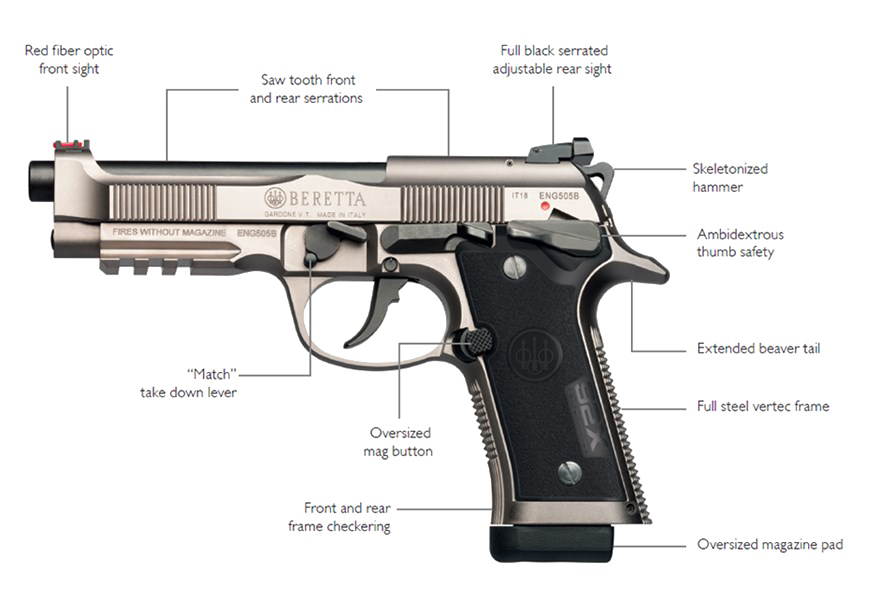 Red fiber optic
front sight
Saw tooth front
and rear serrations
Full black serrated
adjustable rear sight
Skeletonized
hammer
BERETTA
GARDONE V.T. MADE IN ITALY
IT18 ENG505B
FIRES WITHOUT MAGAZINE ENG505B
Ambidextrous
thumb safety
Extended beaver tail
"Match"
take down lever
Full steel vertec frame
92X
Oversized
mag button
Front and rear
frame checkering
Oversized magazine pad